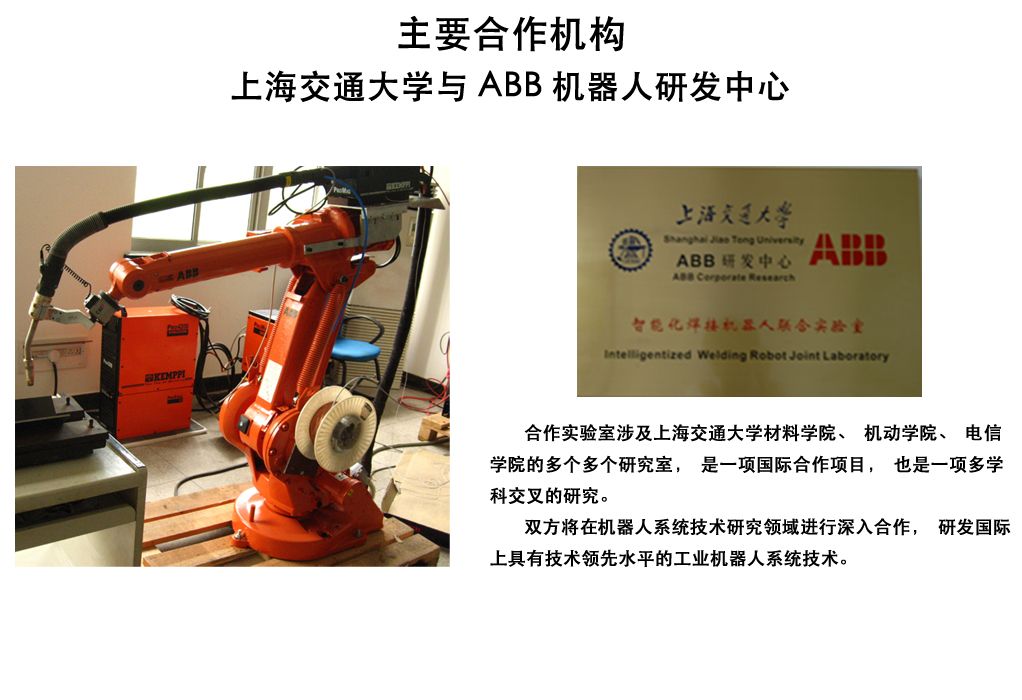 主要合作机构
上海交通大学与 ABB 机器人研发中心
PROMIG
KEMPPI
ABB
KEMPPI
上海交通大学
Shanghai Jiao Tong University
ABB 研发中心
ABB Corporate Research
ABB
智能化焊接机器人联合实验室
Intelligentized Welding Robot Joint Laboratory
合作实验室涉及上海交通大学材料学院、 机动学院、 电信
学院的多个多个研究室， 是一项国际合作项目， 也是一项多学
科交叉的研究。
双方将在机器人系统技术研究领域进行深入合作， 研发国际
上具有技术领先水平的工业机器人系统技术。